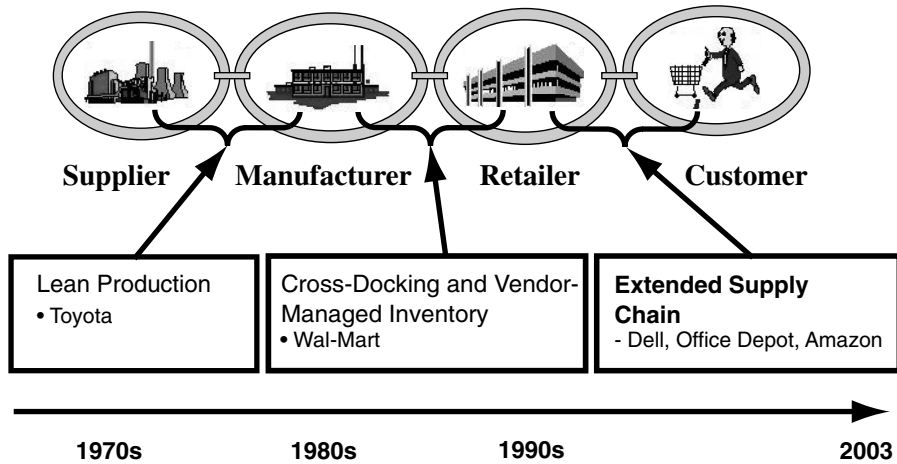 Supplier Manufacturer Retailer Customer
Lean Production
• Toyota
Cross-Docking and Vendor-
Managed Inventory
• Wal-Mart
Extended Supply
Chain
- Dell, Office Depot, Amazon
1970s 1980s 1990s 2003